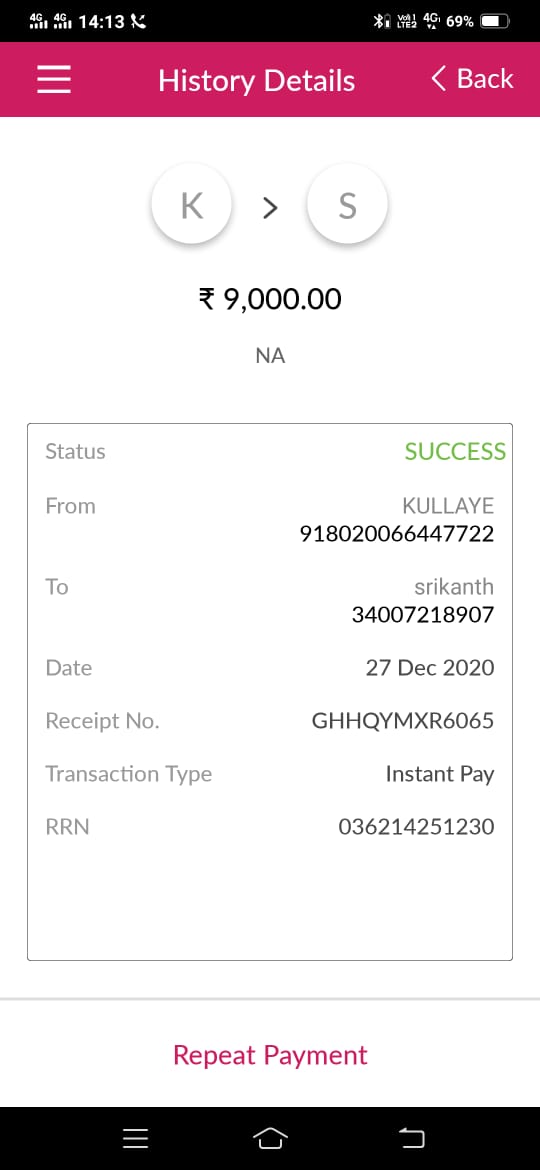 4G 4G 14:13 VoI1 LTE2 4G 69%
History Details Back
K > S
₹ 9,000.00
NA
Status SUCCESS
From KULLAYE
918020066447722
To srikanth
34007218907
Date 27 Dec 2020
Receipt No. GHHQYMXR6065
Transaction Type Instant Pay
RRN 036214251230
Repeat Payment